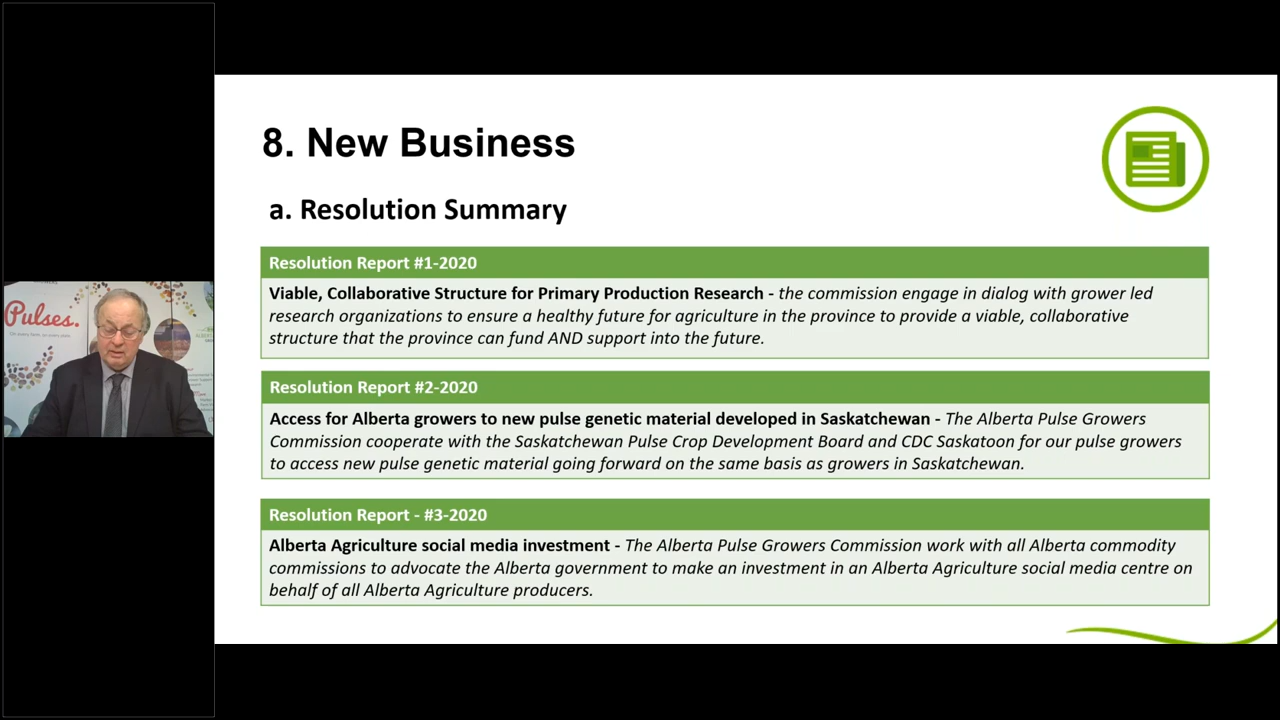 8. New Business
a. Resolution Summary
Resolution Report #1-2020
Viable, Collaborative Structure for Primary Production Research - the commission engage in dialog with grower led
research organizations to ensure a healthy future for agriculture in the province to provide a viable, collaborative
structure that the province can fund AND support into the future.
Resolution Report #2-2020
Access for Alberta growers to new pulse genetic material developed in Saskatchewan - The Alberta Pulse Growers
Commission cooperate with the Saskatchewan Pulse Crop Development Board and CDC Saskatoon for our pulse growers
to access new pulse genetic material going forward on the same basis as growers in Saskatchewan.
Resolution Report - #3-2020
Alberta Agriculture social media investment - The Alberta Pulse Growers Commission work with all Alberta commodity
commissions to advocate the Alberta government to make an investment in an Alberta Agriculture social media centre on
behalf of all Alberta Agriculture producers.
Pulses.